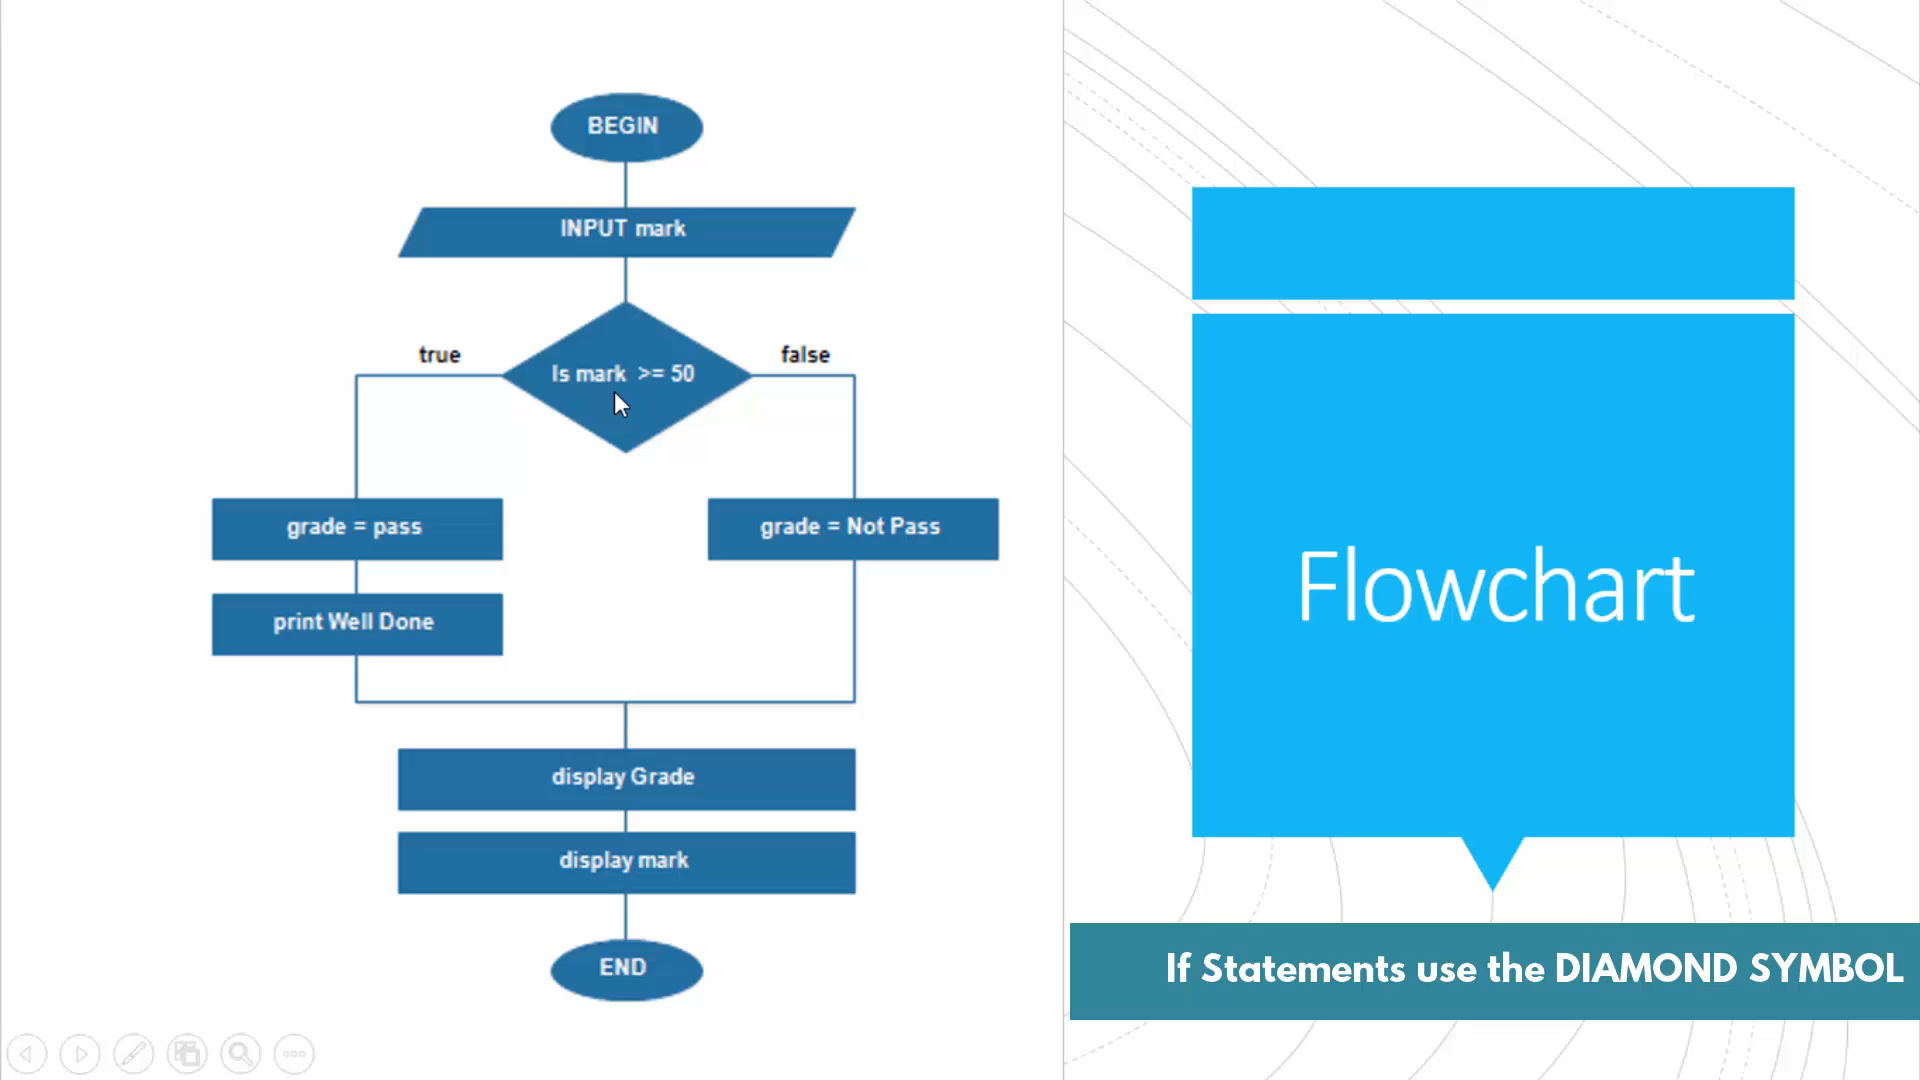 BEGIN
INPUT mark
true
false
Is mark >= 50
grade = pass
grade = Not Pass
print Well Done
display Grade
display mark
END
Flowchart
If Statements use the DIAMOND SYMBOL